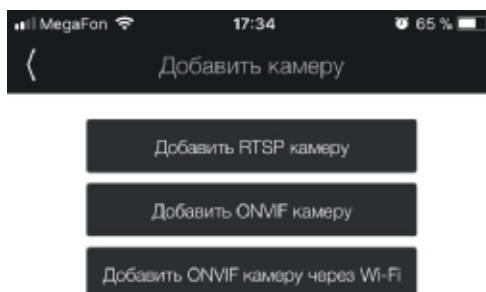 MegaFon 17:34 65 %
Добавить камеру
Добавить RTSP камеру
Добавить ONVIF камеру
Добавить ONVIF камеру через Wi-Fi